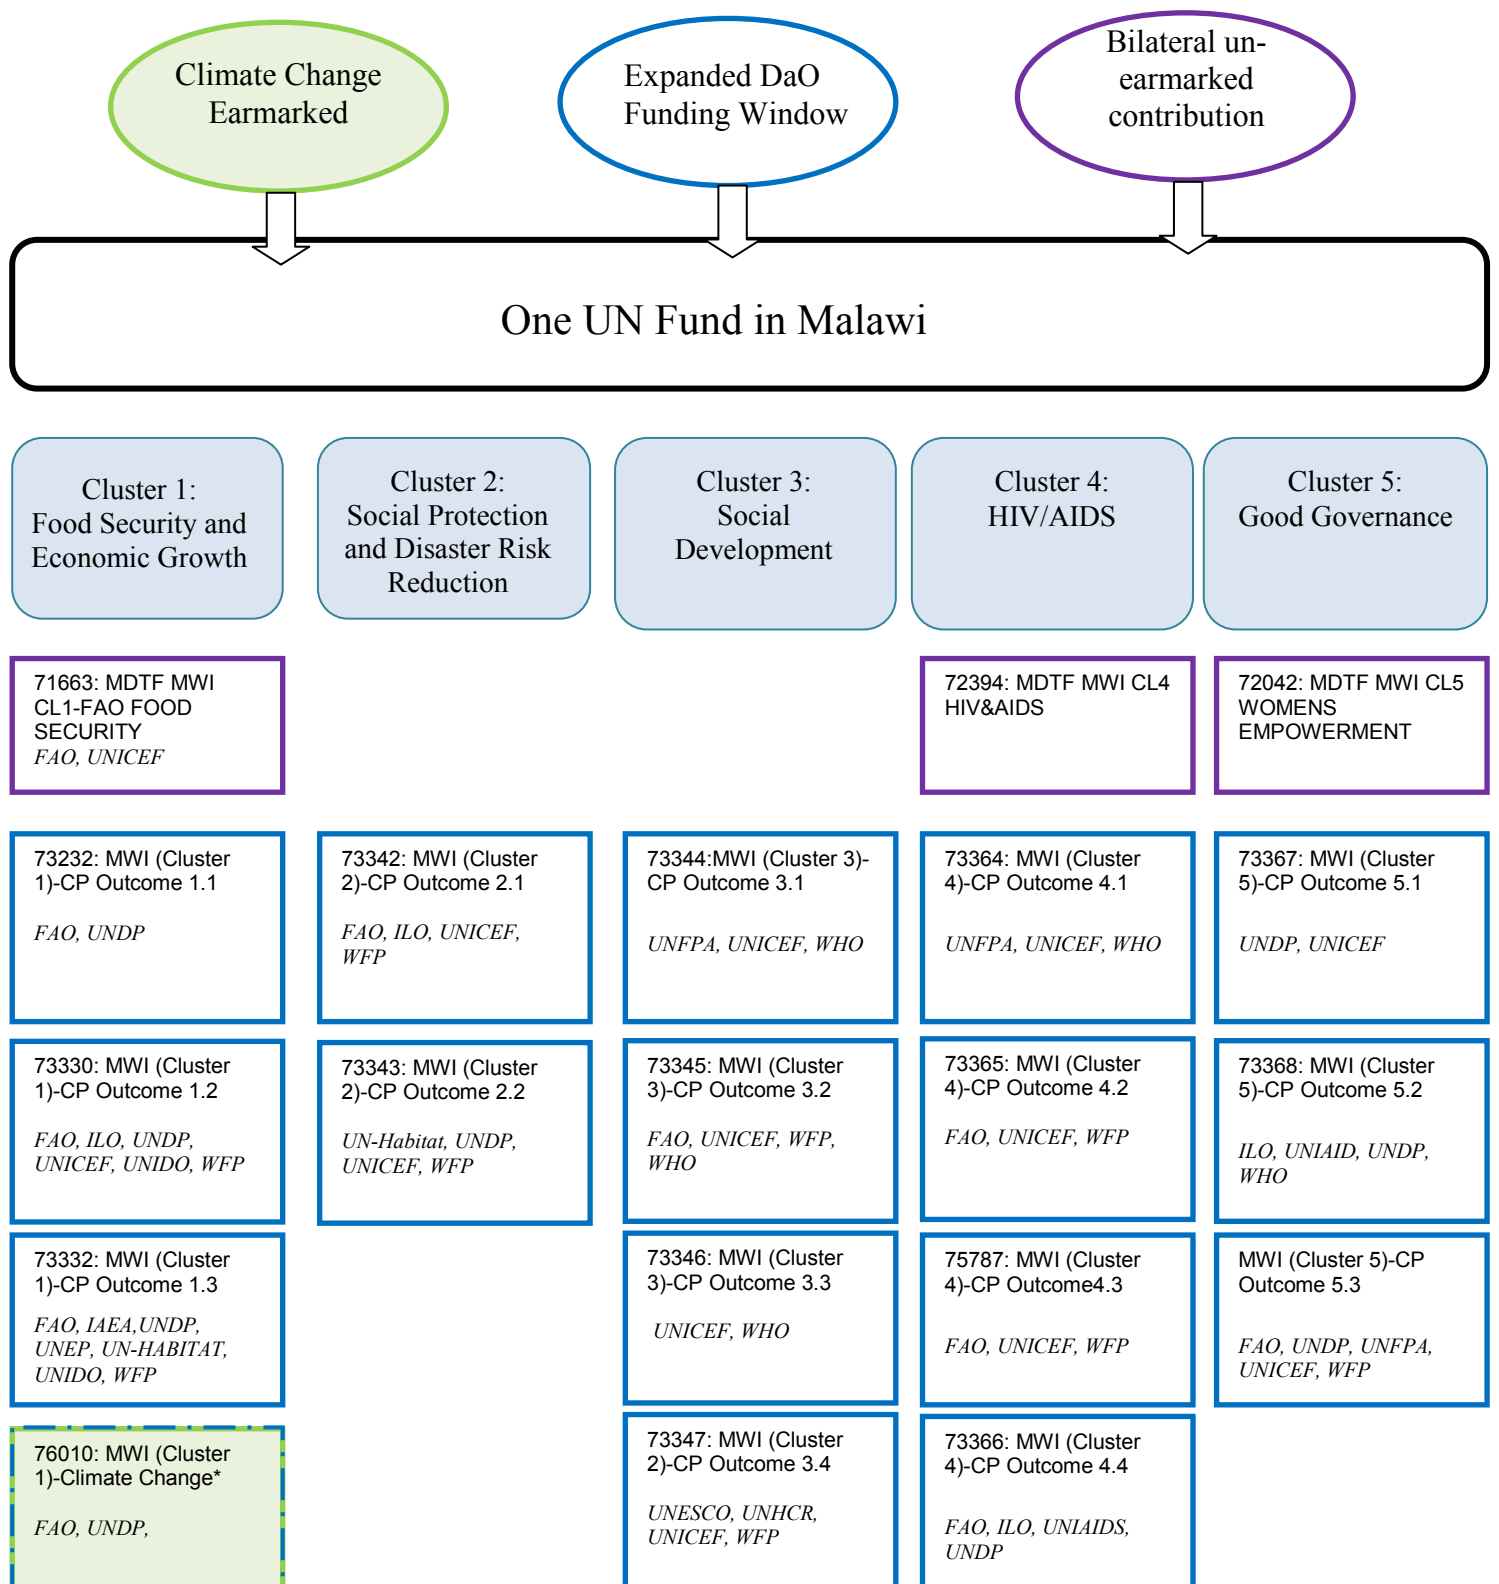 Climate Change
Earmarked
Expanded DaO
Funding Window
Bilateral un-
earmarked
contribution
One UN Fund in Malawi
Cluster 1:
Food Security and
Economic Growth
Cluster 2:
Social Protection
and Disaster Risk
Reduction
Cluster 3:
Social
Development
Cluster 4:
HIV/AIDS
Cluster 5:
Good Governance
71663: MDTF MWI
CL1-FAO FOOD
SECURITY
FAO, UNICEF
72394: MDTF MWI CL4
HIV&AIDS
72042: MDTF MWI CL5
WOMENS
EMPOWERMENT
73232: MWI (Cluster
1)-CP Outcome 1.1
FAO, UNDP
73342: MWI (Cluster
2)-CP Outcome 2.1
FAO, ILO, UNICEF,
WFP
73344:MWI (Cluster 3)-
CP Outcome 3.1
UNFPA, UNICEF, WHO
73364: MWI (Cluster
4)-CP Outcome 4.1
UNFPA, UNICEF, WHO
73367: MWI (Cluster
5)-CP Outcome 5.1
UNDP, UNICEF
73330: MWI (Cluster
1)-CP Outcome 1.2
FAO, ILO, UNDP,
UNICEF, UNIDO, WFP
73343: MWI (Cluster
2)-CP Outcome 2.2
UN-Habitat, UNDP,
UNICEF, WFP
73345: MWI (Cluster
3)-CP Outcome 3.2
FAO, UNICEF, WFP,
WHO
73365: MWI (Cluster
4)-CP Outcome 4.2
FAO, UNICEF, WFP
73368: MWI (Cluster
5)-CP Outcome 5.2
ILO, UNIAID, UNDP,
WHO
73332: MWI (Cluster
1)-CP Outcome 1.3
FAO, IAEA,UNDP,
UNEP, UN-HABITAT,
UNIDO, WFP
73346: MWI (Cluster
3)-CP Outcome 3.3
UNICEF, WHO
75787: MWI (Cluster
4)-CP Outcome4.3
FAO, UNICEF, WFP
MWI (Cluster 5)-CP
Outcome 5.3
FAO, UNDP, UNFPA,
UNICEF, WFP
76010: MWI (Cluster
1)-Climate Change*
FAO, UNDP,
73347: MWI (Cluster
2)-CP Outcome 3.4
UNESCO, UNHCR,
UNICEF, WFP
73366: MWI (Cluster
4)-CP Outcome 4.4
FAO, ILO, UNIAIDS,
UNDP